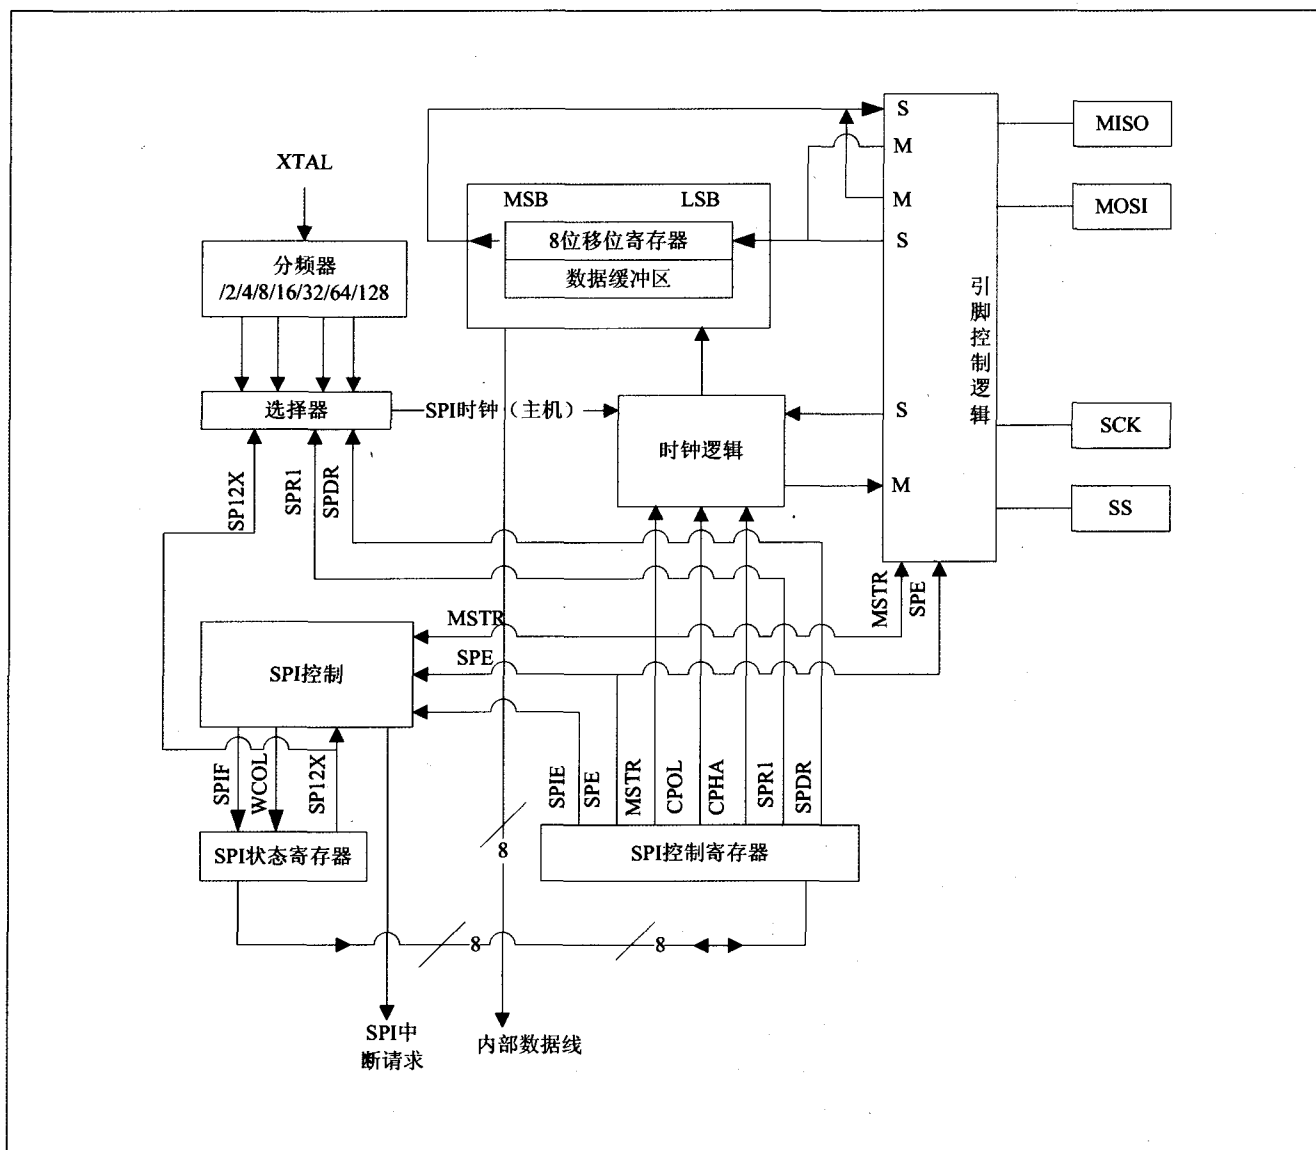 XTAL
分频器
/2/4/8/16/32/64/128
选择器
SPI时钟（主机）
SP12X
SPR1
SPDR
MSB
LSB
8位移位寄存器
数据缓冲区
时钟逻辑
S
M
M
S
S
M
引脚控制逻辑
MISO
MOSI
SCK
SS
MSTR
SPE
MSTR
SPE
SPI控制
SPIF
WCOL
SP12X
SPI状态寄存器
SPIE
SPE
MSTR
CPOL
CPHA
SPR1
SPDR
SPI控制寄存器
8
8
8
SPI中
断请求
内部数据线